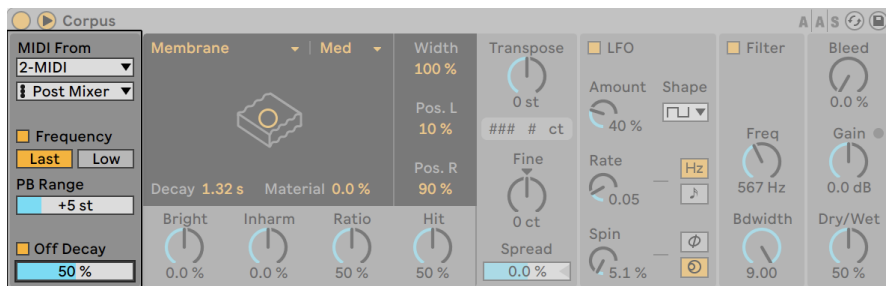 Corpus
A A S
MIDI From
2-MIDI
Post Mixer
Frequency
Last Low
PB Range
+5 st
Off Decay
50 %
Membrane Med
Decay 1.32 s Material 0.0 %
Width
100 %
Pos. L
10 %
Pos. R
90 %
Bright Inharm Ratio Hit
0.0 % 0.0 % 50 % 50 %
Transpose
0 st
### # ct
Fine
0 ct
Spread
0.0 %
LFO
Amount Shape
40 %
Rate
Hz
0.05
Spin
5.1 %
Filter
Freq
567 Hz
Bdwidth
9.00
Bleed
0.0 %
Gain
0.0 dB
Dry/Wet
50 %